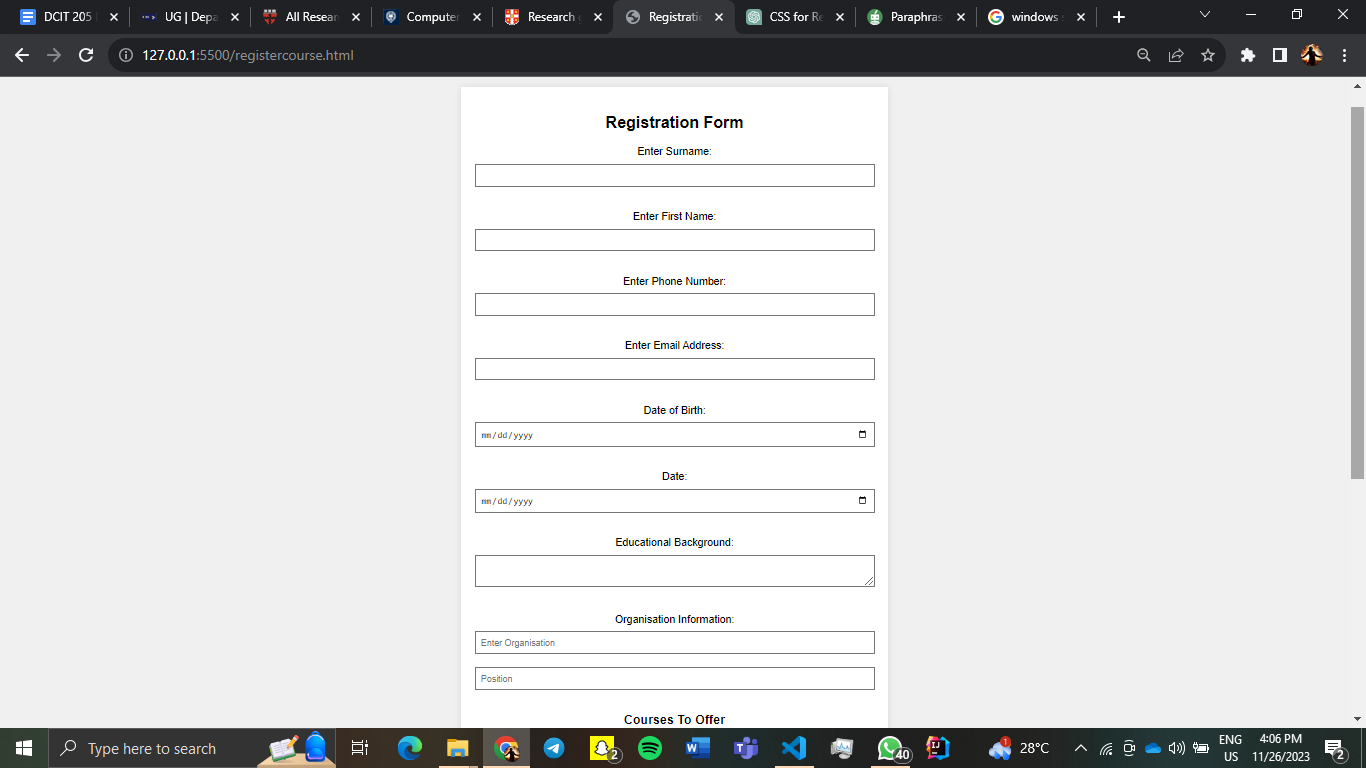 DCIT 205
UG | Depa
All Resear
Computer
Research
Registratio
CSS for Re
Paraphras
windows
127.0.0.1:5500/registercourse.html
Registration Form
Enter Surname:
Enter First Name:
Enter Phone Number:
Enter Email Address:
Date of Birth:
mm/dd/yyyy
Date:
mm/dd/yyyy
Educational Background:
Organisation Information:
Enter Organisation
Position
Courses To Offer
Type here to search
2
40
1
28°C
ENG
US
4:06 PM
11/26/2023
2